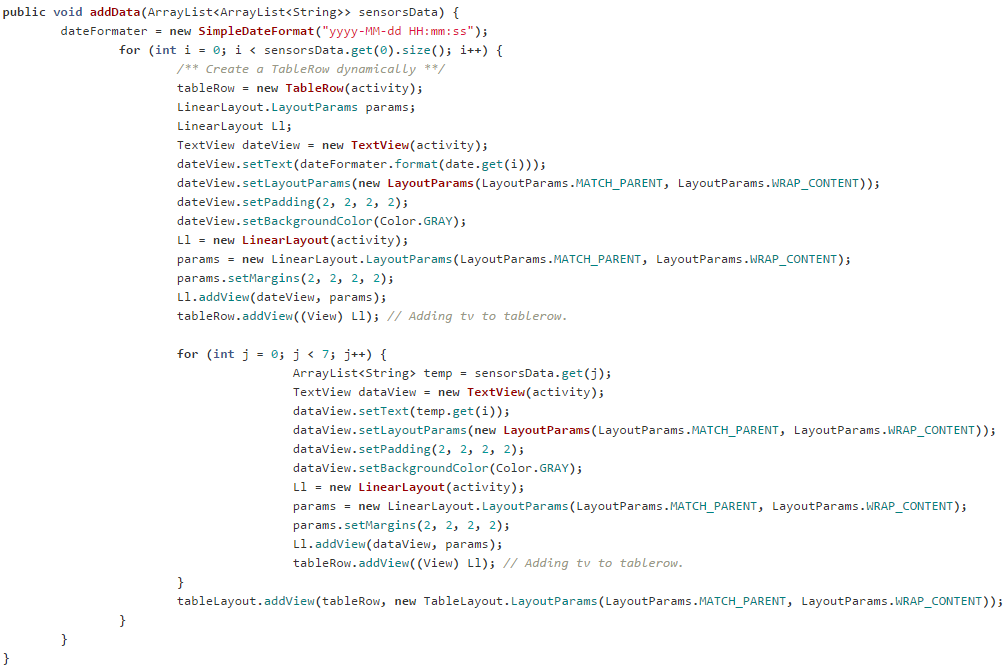 public void addData(ArrayList<ArrayList<String>> sensorsData) {
        dateFormater = new SimpleDateFormat("yyyy-MM-dd HH:mm:ss");
                for (int i = 0; i < sensorsData.get(0).size(); i++) {
                        /** Create a TableRow dynamically **/
                        tableRow = new TableRow(activity);
                        LinearLayout.LayoutParams params;
                        LinearLayout Ll;
                        TextView dateView = new TextView(activity);
                        dateView.setText(dateFormater.format(date.get(i)));
                        dateView.setLayoutParams(new LayoutParams(LayoutParams.MATCH_PARENT, LayoutParams.WRAP_CONTENT));
                        dateView.setPadding(2, 2, 2, 2);
                        dateView.setBackgroundColor(Color.GRAY);
                        Ll = new LinearLayout(activity);
                        params = new LinearLayout.LayoutParams(LayoutParams.MATCH_PARENT, LayoutParams.WRAP_CONTENT);
                        params.setMargins(2, 2, 2, 2);
                        Ll.addView(dateView, params);
                        tableRow.addView((View) Ll); // Adding tv to tablerow.

                        for (int j = 0; j < 7; j++) {
                                        ArrayList<String> temp = sensorsData.get(j);
                                        TextView dataView = new TextView(activity);
                                        dataView.setText(temp.get(i));
                                        dataView.setLayoutParams(new LayoutParams(LayoutParams.MATCH_PARENT, LayoutParams.WRAP_CONTENT));
                                        dataView.setPadding(2, 2, 2, 2);
                                        dataView.setBackgroundColor(Color.GRAY);
                                        Ll = new LinearLayout(activity);
                                        params = new LinearLayout.LayoutParams(LayoutParams.MATCH_PARENT, LayoutParams.WRAP_CONTENT);
                                        params.setMargins(2, 2, 2, 2);
                                        Ll.addView(dataView, params);
                                        tableRow.addView((View) Ll); // Adding tv to tablerow.
                        }
                        tableLayout.addView(tableRow, new TableLayout.LayoutParams(LayoutParams.MATCH_PARENT, LayoutParams.WRAP_CONTENT));
                }
        }
}